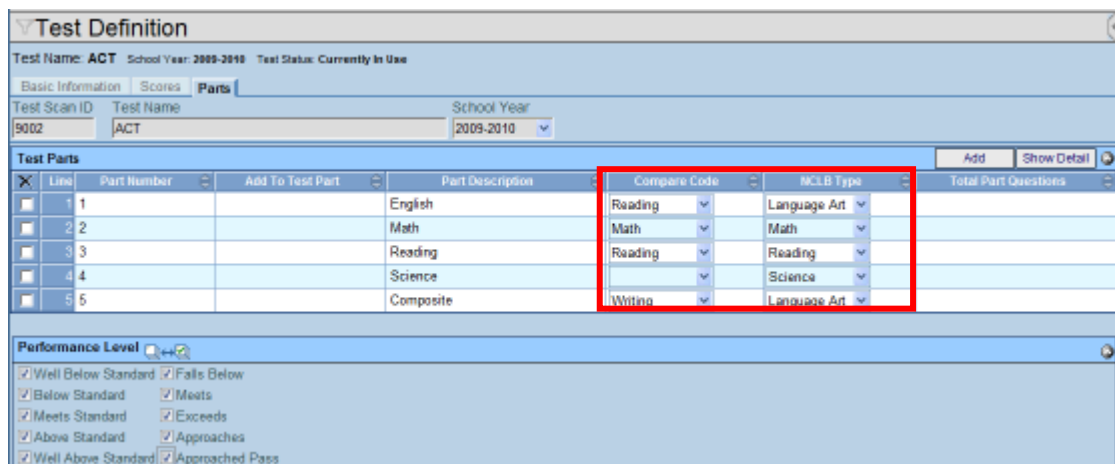 Test Definition
Test Name: ACT School Year: 2009-2010 Test Status: Currently In Use
Basic Information Scores Parts
Test Scan ID Test Name School Year
9002 ACT 2009-2010
Test Parts Add Show Detail
X Line Part Number Add To Test Part Part Description Compare Code NCLB Type Total Part Questions
1 1 English Reading Language Art
2 2 Math Math Math
3 3 Reading Reading Reading
4 4 Science Science
5 5 Composite Writing Language Art
Performance Level
Well Below Standard Falls Below
Below Standard Meets
Meets Standard Exceeds
Above Standard Approaches
Well Above Standard Approached Pass